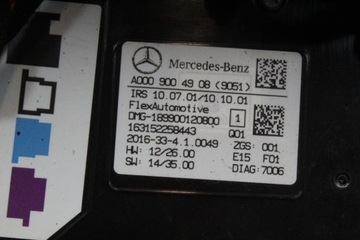 Mercedes-Benz
A000 900 49 08 (9051)
IRS 10.07.01/10.10.01
FlexAutomotive
DMG-189900120800 1
163152258443 Q01
2016-33-4.1.0049 ZGS: 001
HW: 12/26.00 E15 F01
SW: 14/35.00 DIAG: 7006